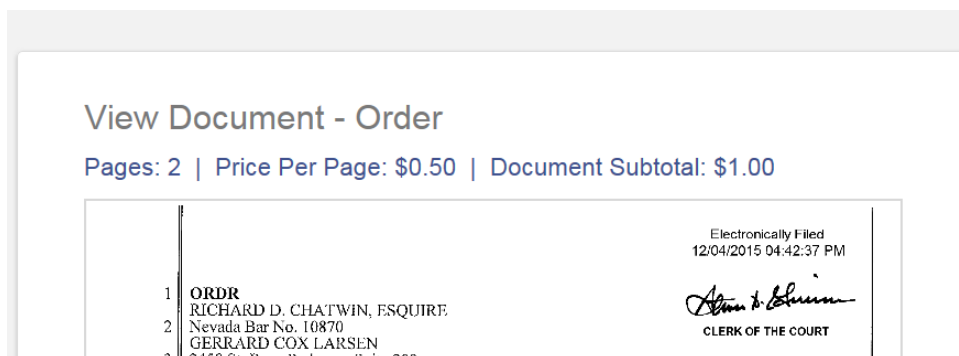 View Document - Order
Pages: 2 | Price Per Page: $0.50 | Document Subtotal: $1.00
Electronically Filed
12/04/2015 04:42:37 PM
1 ORDR
RICHARD D. CHATWIN, ESQUIRE
2 Nevada Bar No. 10870
GERRARD COX LARSEN
CLERK OF THE COURT